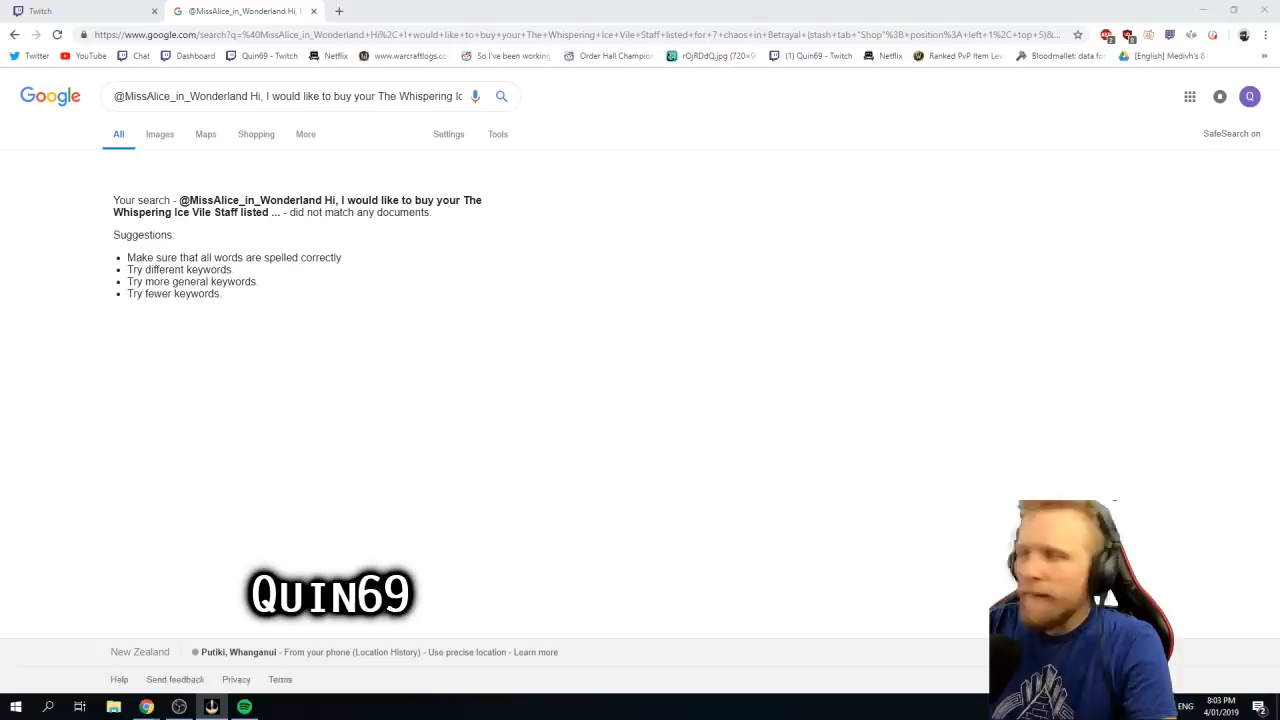 Twitch
@MissAlice_in_Wonderland Hi, I
https://www.google.com/search?q=%40MissAlice_in_Wonderland+Hi%2C+I+would+like+to+buy+your+The+Whispering+Ice+Vile+Staff+listed+for+7+chaos+in+Betrayal+(stash+tab+"Shop"%3B+position%3A+left+1%2C+top+5)&...
Twitter YouTube Chat Dashboard Quin69 - Twitch Netflix www.warcraftlogs.co So I've been working Order Hall Champion rOjRDdQ.jpg (720× (1) Quin69 - Twitch Netflix Ranked PvP Item Lev Bloodmallet: data for [English] Medivh's 8
Google @MissAlice_in_Wonderland Hi, I would like to buy your The Whispering Ic Q
All Images Maps Shopping More Settings Tools SafeSearch on
Your search - @MissAlice_in_Wonderland Hi, I would like to buy your The
Whispering Ice Vile Staff listed ... - did not match any documents.
Suggestions:
Make sure that all words are spelled correctly.
Try different keywords.
Try more general keywords.
Try fewer keywords.
QUIN69
New Zealand Putiki, Whanganui - From your phone (Location History) - Use precise location - Learn more
Help Send feedback Privacy Terms
ENG 8:03 PM
4/01/2019 2